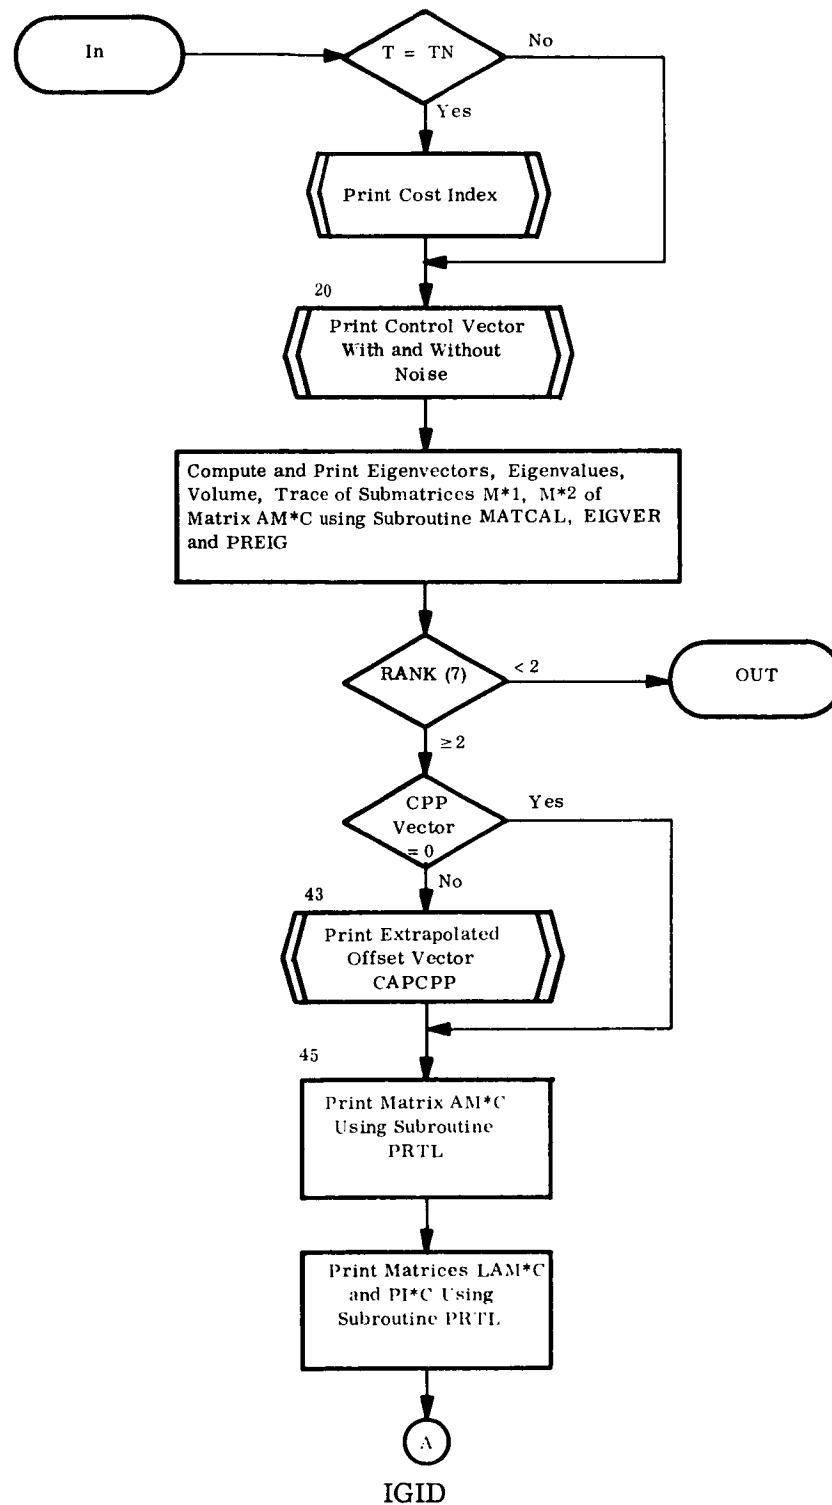 In
T = TN
No
Yes
Print Cost Index
20
Print Control Vector
With and Without
Noise
Compute and Print Eigenvectors, Eigenvalues,
Volume, Trace of Submatrices M*1, M*2 of
Matrix AM*C using Subroutine MATCAL, EIGVER
and PREIG
RANK (7)
< 2
OUT
≥2
CPP
Vector
= 0
Yes
No
43
Print Extrapolated
Offset Vector
CAPCPP
45
Print Matrix AM*C
Using Subroutine
PRTL
Print Matrices LAM*C
and PI*C Using
Subroutine PRTL
A
IGID